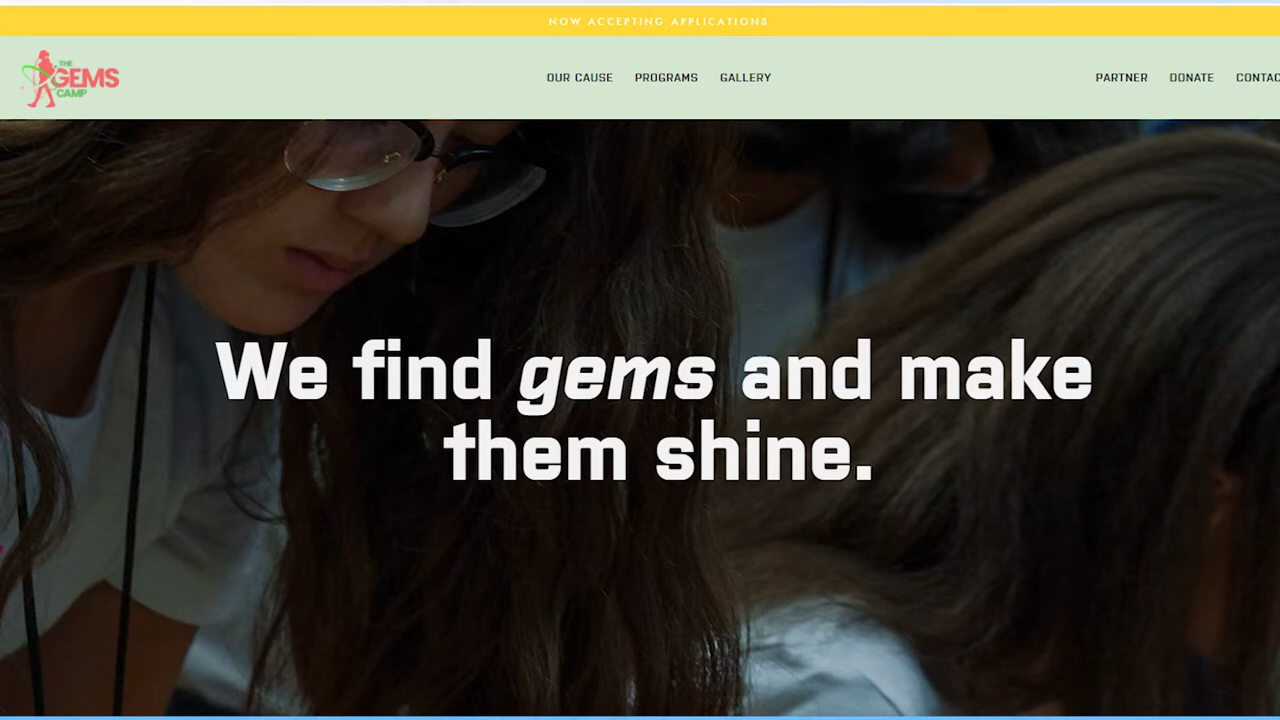 NOW ACCEPTING APPLICATIONS
THE
GEMS
CAMP
OUR CAUSE
PROGRAMS
GALLERY
PARTNER
DONATE
CONTAC
We find gems and make
them shine.